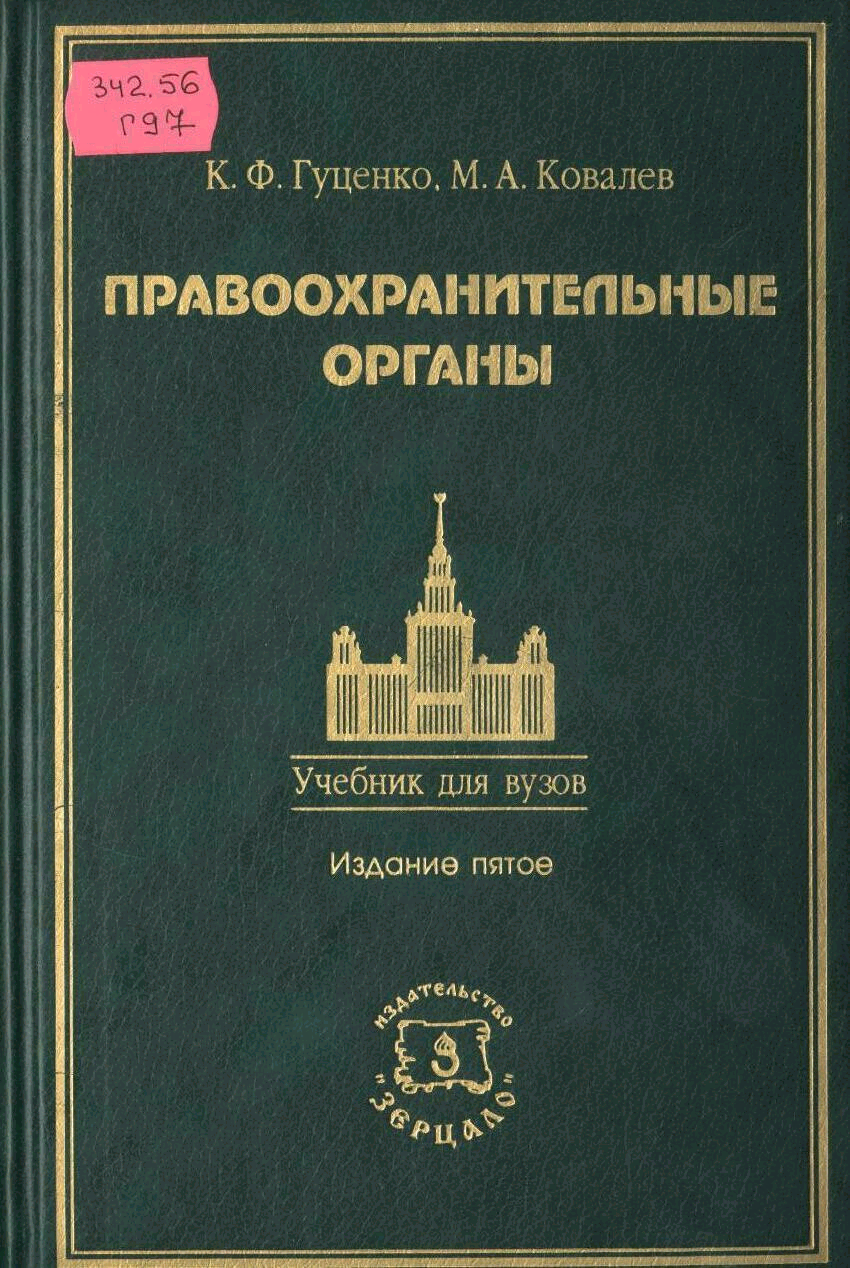 342.56
Г97
К. Ф. Гуценко, М. А. Ковалев
ПРАВООХРАНИТЕЛЬНЫЕ
ОРГАНЫ
Учебник для вузов
Издание пятое
ИЗДАТЕЛЬСТВО
З
"ЗЕРЦАЛО"